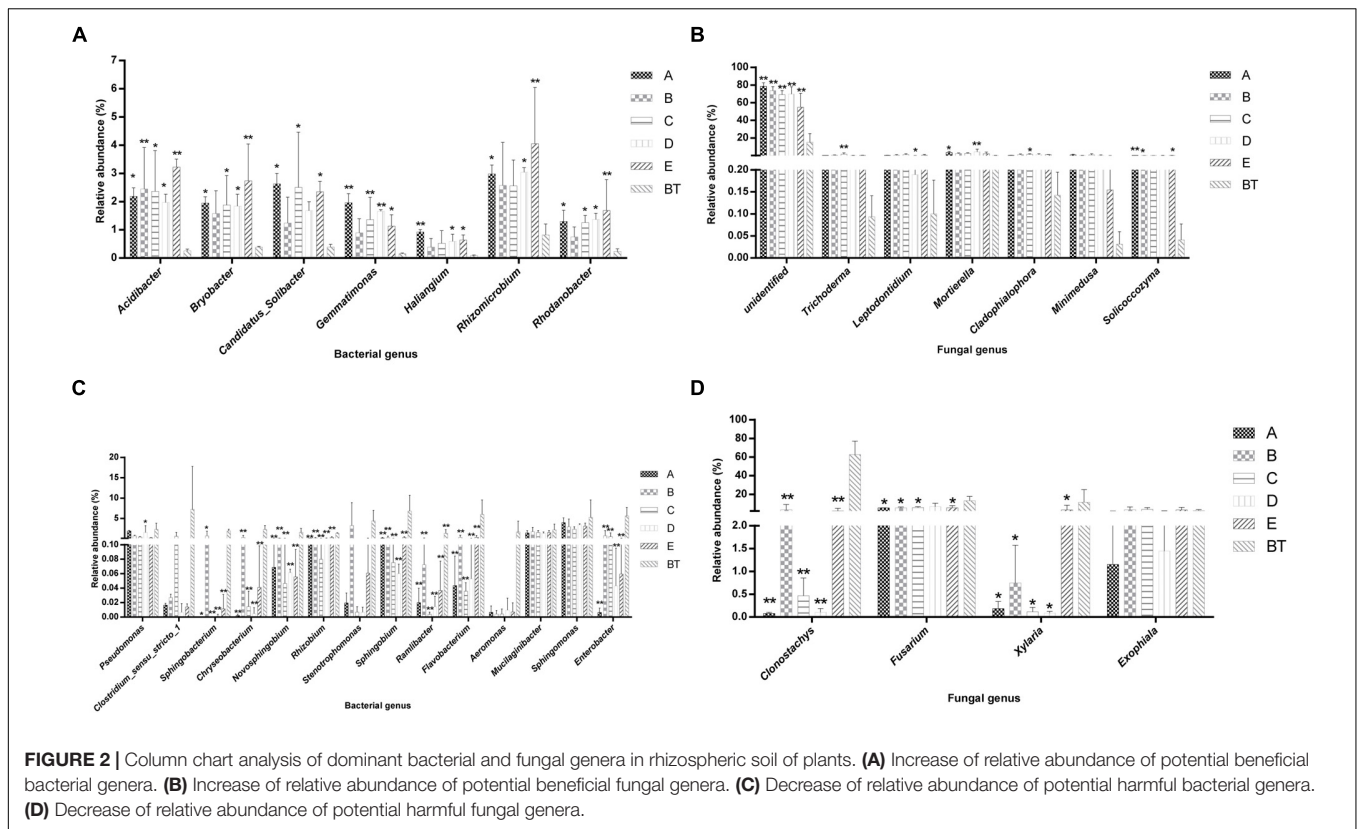 A
Relative abundance (%)
7
6
5
4
3
2
1
0
* ** * * **
* * * **
* * *
** ** ** *
** * *
* * **
* * * **
Acidibacter
Bryobacter
Candidatus_Solibacter
Gemmatimonas
Haliangium
Rhizomicrobium
Rhodanobacter
Bacterial genus
A
B
C
D
E
BT
B
Relative abundance (%)
100
80
60
40
20
0.20
0.15
0.10
0.05
0.00
** ** ** ** **
**
*
* **
*
** * *
unidentified
Trichoderma
Leptodontidium
Mortierella
Cladophialophora
Minimedusa
Solicoccozyma
Fungal genus
A
B
C
D
E
BT
C
Relative abundance (%)
20
15
10
5
0.10
0.08
0.06
0.04
0.02
0.00
Pseudomonas
Clostridium_sensu_stricto_1
Sphingobacterium
Chryseobacterium
Novosphingobium
Rhizobium
Stenotrophomonas
Sphingobium
Ramlibacter
Flavobacterium
Aeromonas
Mucilaginibacter
Sphingomonas
Enterobacter
Bacterial genus
A
B
C
D
E
BT
D
Relative abundance (%)
100
80
60
40
20
2.0
1.5
1.0
0.5
0.0
** ** ** ** **
* * * *
* * * * *
Clonostachys
Fusarium
Xylaria
Exophiala
Fungal genus
A
B
C
D
E
BT
FIGURE 2 | Column chart analysis of dominant bacterial and fungal genera in rhizospheric soil of plants. (A) Increase of relative abundance of potential beneficial
bacterial genera. (B) Increase of relative abundance of potential beneficial fungal genera. (C) Decrease of relative abundance of potential harmful bacterial genera.
(D) Decrease of relative abundance of potential harmful fungal genera.